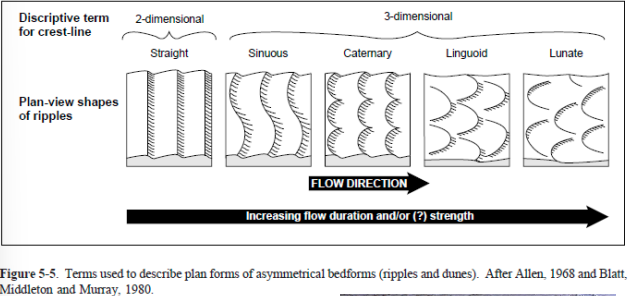 Discriptive term
for crest-line
2-dimensional
3-dimensional
Straight
Sinuous
Caternary
Linguoid
Lunate
Plan-view shapes
of ripples
FLOW DIRECTION
Increasing flow duration and/or (?) strength
Figure 5-5. Terms used to describe plan forms of asymmetrical bedforms (ripples and dunes). After Allen, 1968 and Blatt,
Middleton and Murray, 1980.